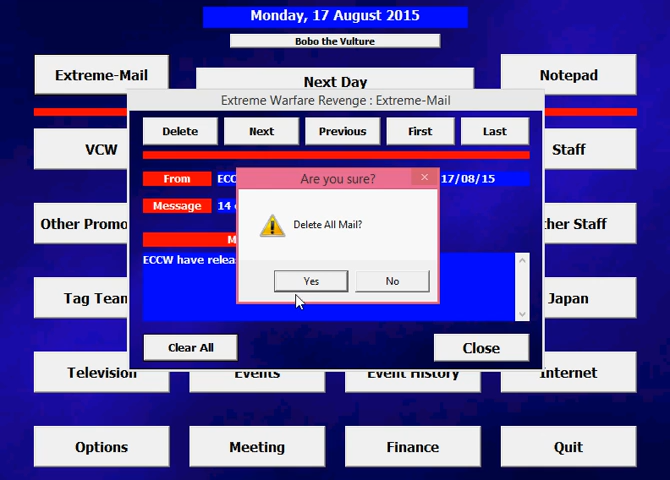 Monday, 17 August 2015
Bobo the Vulture
Extreme-Mail
Next Day
Notepad
Extreme Warfare Revenge : Extreme-Mail
Delete
Next
Previous
First
Last
VCW
Staff
From
ECC
17/08/15
Are you sure?
Message
14
Delete All Mail?
Other Promo
her Staff
M
ECCW have relea
Yes
No
Tag Tean
Japan
Clear All
Close
Television
Events
Event History
Internet
Options
Meeting
Finance
Quit